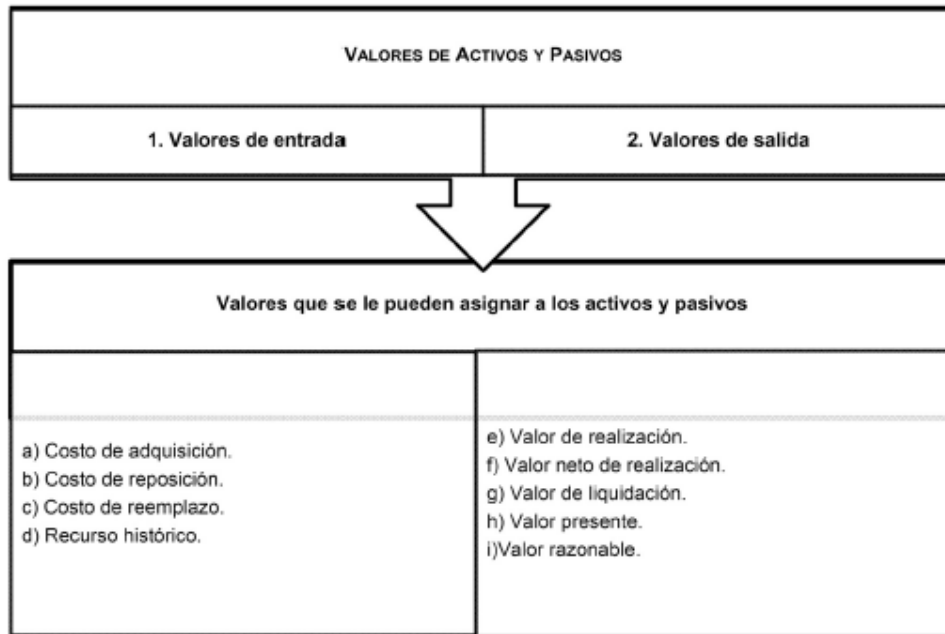 VALORES DE ACTIVOS Y PASIVOS
1. Valores de entrada
2. Valores de salida
Valores que se le pueden asignar a los activos y pasivos
a) Costo de adquisición.
b) Costo de reposición.
c) Costo de reemplazo.
d) Recurso histórico.
e) Valor de realización.
f) Valor neto de realización.
g) Valor de liquidación.
h) Valor presente.
i)Valor razonable.